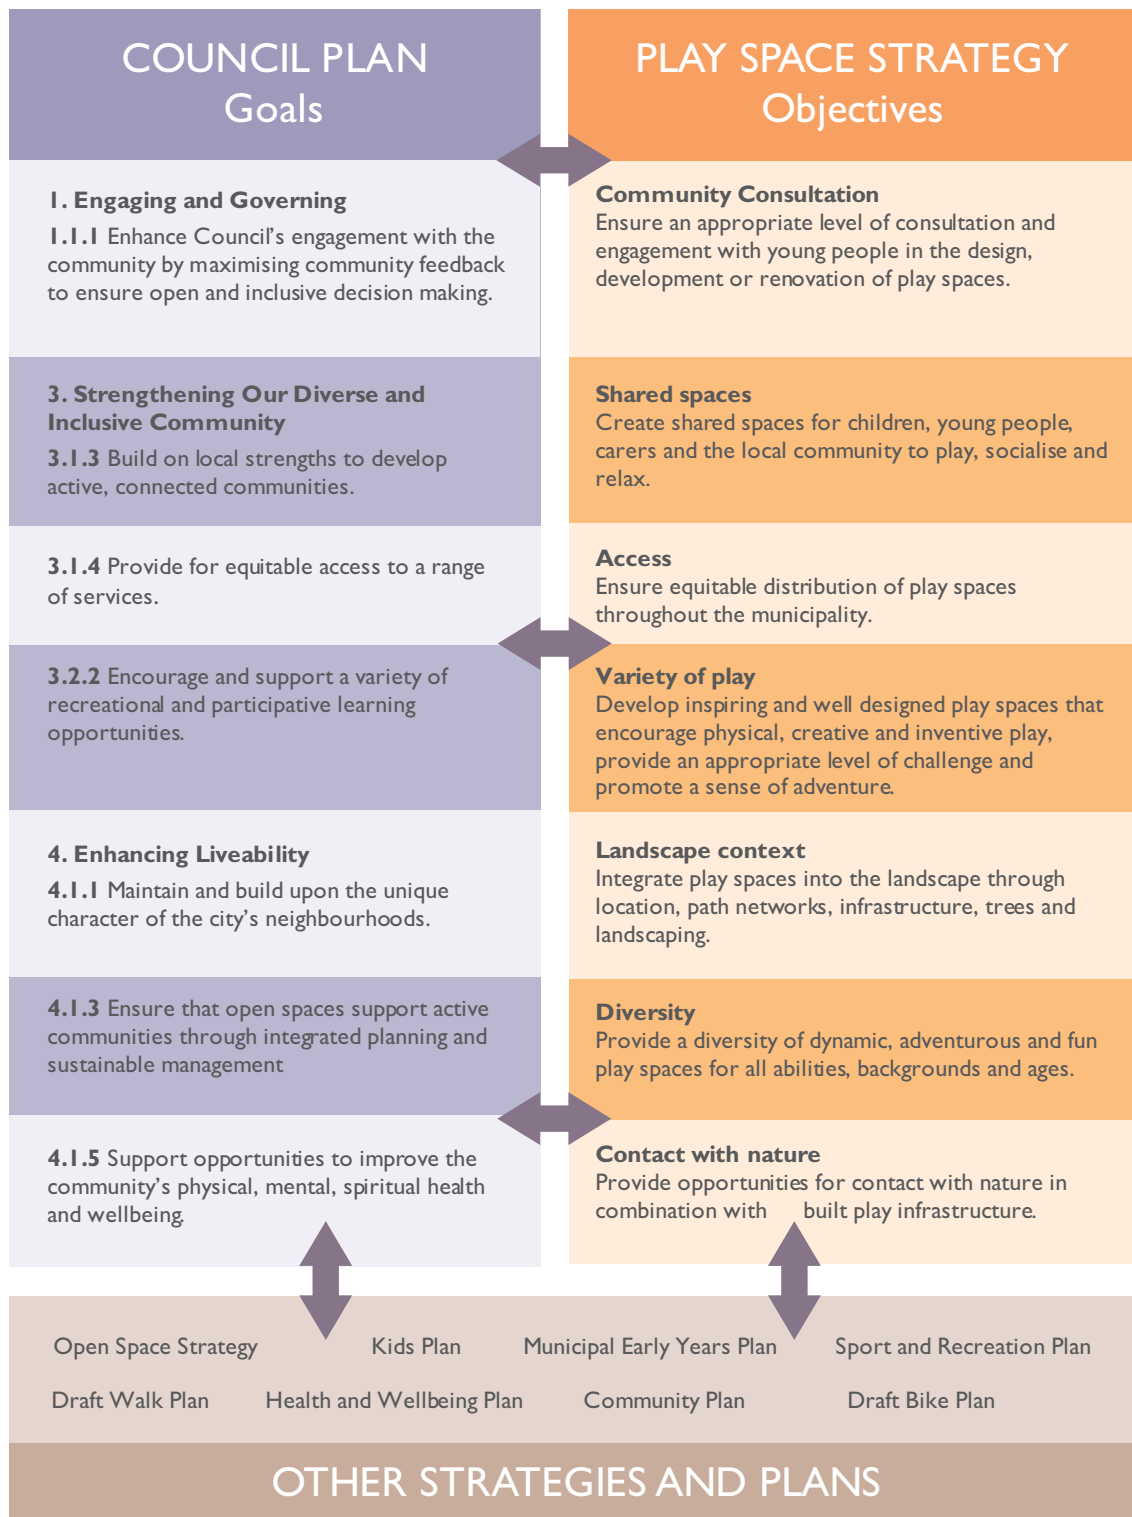 COUNCIL PLAN
Goals
1. Engaging and Governing
1.1.1 Enhance Council’s engagement with the
community by maximising community feedback
to ensure open and inclusive decision making.
3. Strengthening Our Diverse and
Inclusive Community
3.1.3 Build on local strengths to develop
active, connected communities.
3.1.4 Provide for equitable access to a range
of services.
3.2.2 Encourage and support a variety of
recreational and participative learning
opportunities.
4. Enhancing Liveability
4.1.1 Maintain and build upon the unique
character of the city’s neighbourhoods.
4.1.3 Ensure that open spaces support active
communities through integrated planning and
sustainable management
4.1.5 Support opportunities to improve the
community’s physical, mental, spiritual health
and wellbeing.
PLAY SPACE STRATEGY
Objectives
Community Consultation
Ensure an appropriate level of consultation and
engagement with young people in the design,
development or renovation of play spaces.
Shared spaces
Create shared spaces for children, young people,
carers and the local community to play, socialise and
relax.
Access
Ensure equitable distribution of play spaces
throughout the municipality.
Variety of play
Develop inspiring and well designed play spaces that
encourage physical, creative and inventive play,
provide an appropriate level of challenge and
promote a sense of adventure.
Landscape context
Integrate play spaces into the landscape through
location, path networks, infrastructure, trees and
landscaping.
Diversity
Provide a diversity of dynamic, adventurous and fun
play spaces for all abilities, backgrounds and ages.
Contact with nature
Provide opportunities for contact with nature in
combination with built play infrastructure.
Open Space Strategy Kids Plan Municipal Early Years Plan Sport and Recreation Plan
Draft Walk Plan Health and Wellbeing Plan Community Plan Draft Bike Plan
OTHER STRATEGIES AND PLANS